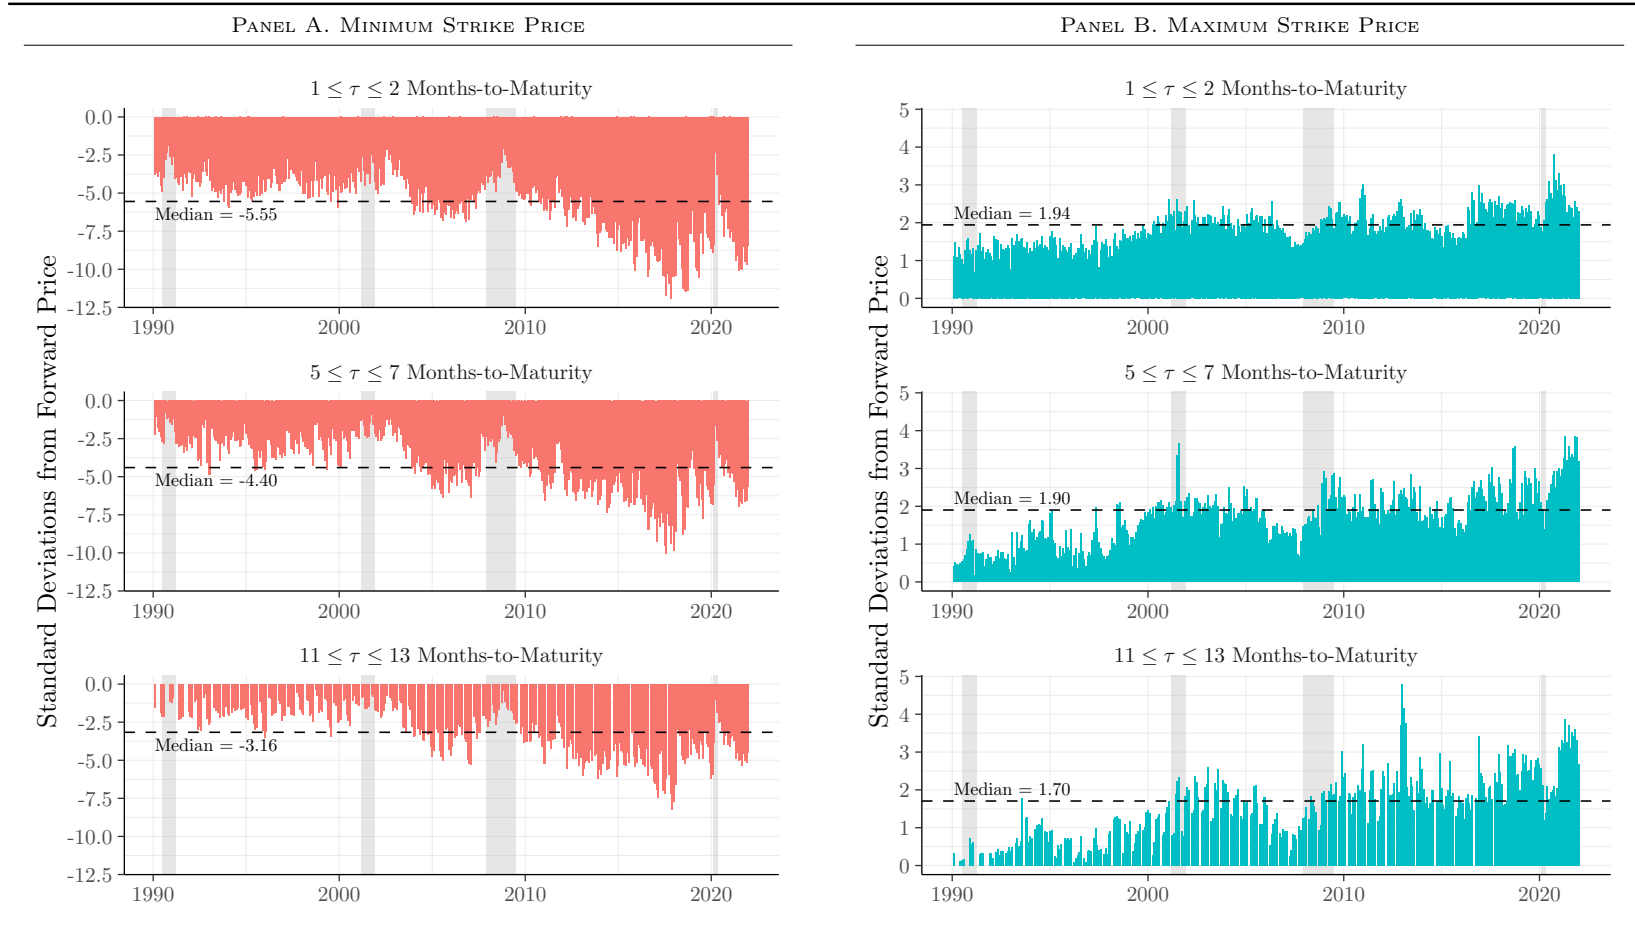 PANEL A. MINIMUM STRIKE PRICE
Standard Deviations from Forward Price
1 ≤ τ ≤ 2 Months-to-Maturity
0.0
-2.5
-5.0
-7.5
-10.0
-12.5
Median = -5.55
1990 2000 2010 2020
5 ≤ τ ≤ 7 Months-to-Maturity
0.0
-2.5
-5.0
-7.5
-10.0
-12.5
Median = -4.40
1990 2000 2010 2020
11 ≤ τ ≤ 13 Months-to-Maturity
0.0
-2.5
-5.0
-7.5
-10.0
-12.5
Median = -3.16
1990 2000 2010 2020
PANEL B. MAXIMUM STRIKE PRICE
Standard Deviations from Forward Price
1 ≤ τ ≤ 2 Months-to-Maturity
5
4
3
2
1
0
Median = 1.94
1990 2000 2010 2020
5 ≤ τ ≤ 7 Months-to-Maturity
5
4
3
2
1
0
Median = 1.90
1990 2000 2010 2020
11 ≤ τ ≤ 13 Months-to-Maturity
5
4
3
2
1
0
Median = 1.70
1990 2000 2010 2020